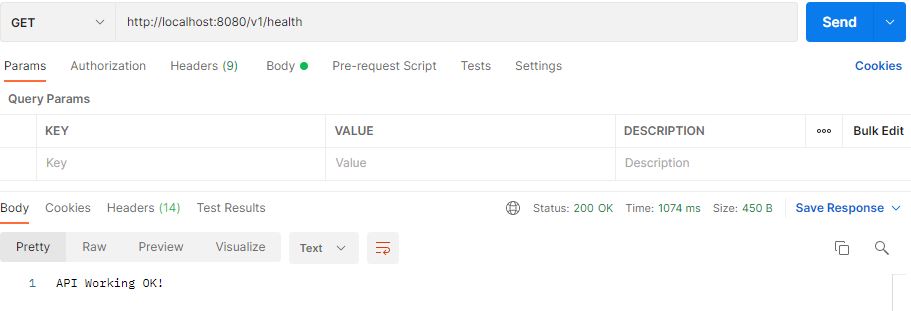 GET http://localhost:8080/v1/health Send
Params Authorization Headers (9) Body Pre-request Script Tests Settings Cookies
Query Params
KEY VALUE DESCRIPTION Bulk Edit
Key Value Description
Body Cookies Headers (14) Test Results Status: 200 OK Time: 1074 ms Size: 450 B Save Response
Pretty Raw Preview Visualize Text
1 API Working OK!